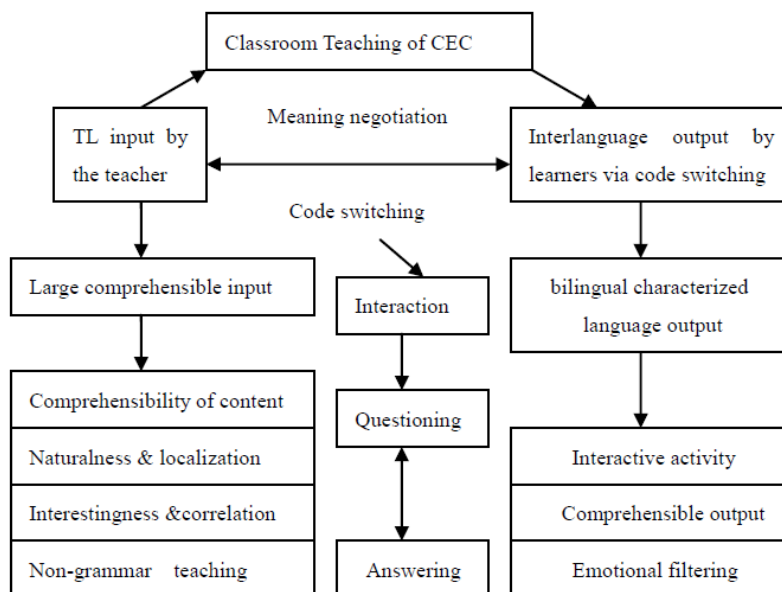 Classroom Teaching of CEC
TL input by
the teacher
Meaning negotiation
Interlanguage output by
learners via code switching
Code switching
Large comprehensible input
Interaction
bilingual characterized
language output
Comprehensibility of content
Naturalness & localization
Interestingness &correlation
Non-grammar teaching
Questioning
Answering
Interactive activity
Comprehensible output
Emotional filtering